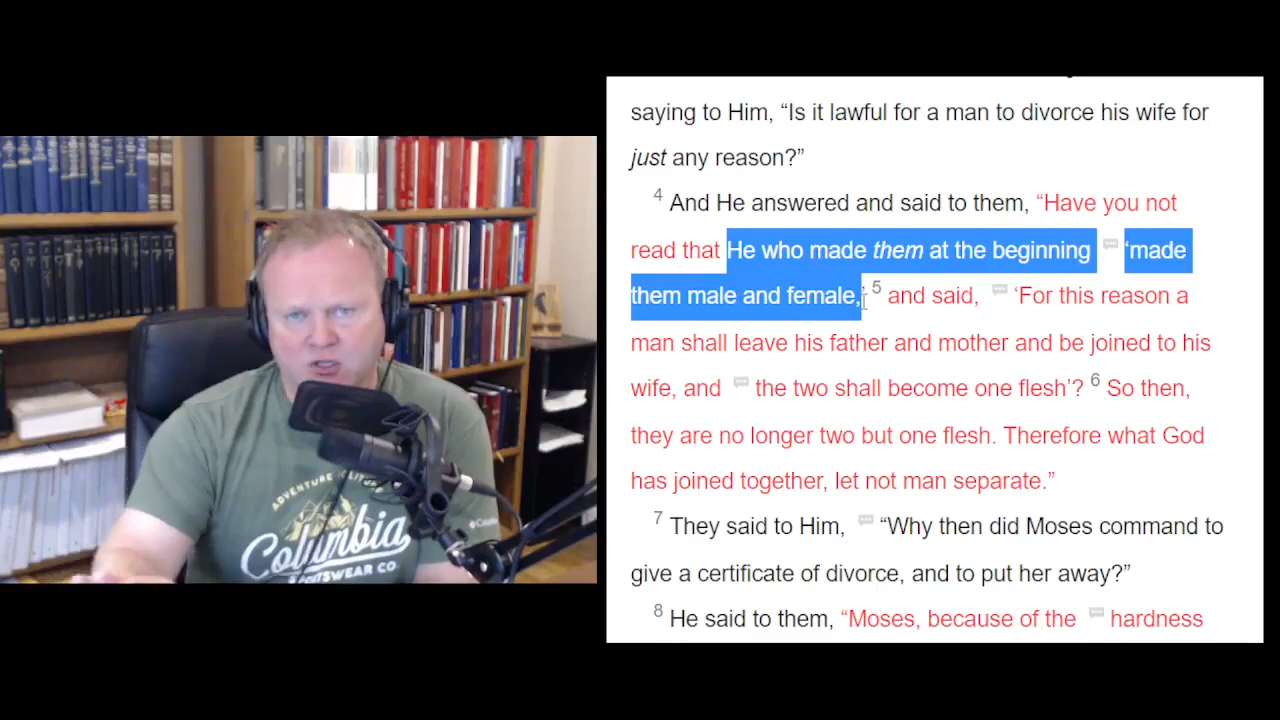 saying to Him, “Is it lawful for a man to divorce his wife for
just any reason?”
4 And He answered and said to them, “Have you not
read that He who made them at the beginning ‘made
them male and female,’ 5 and said, ‘For this reason a
man shall leave his father and mother and be joined to his
wife, and the two shall become one flesh’? 6 So then,
they are no longer two but one flesh. Therefore what God
has joined together, let not man separate.”
7 They said to Him, “Why then did Moses command to
give a certificate of divorce, and to put her away?”
8 He said to them, “Moses, because of the hardness
Columbia